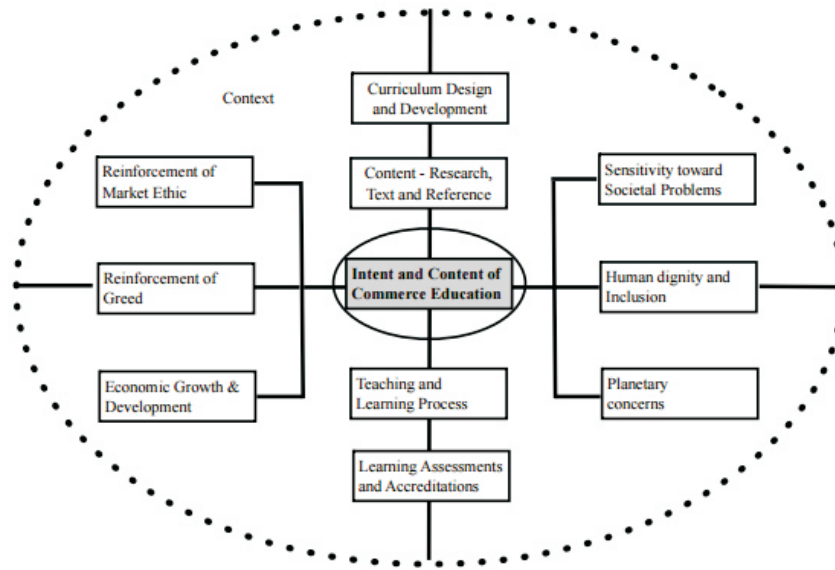 Curriculum Design
and Development
Context
Reinforcement of
Market Ethic
Content - Research,
Text and Reference
Sensitivity toward
Societal Problems
Reinforcement of
Greed
Intent and Content of
Commerce Education
Human dignity and
Inclusion
Economic Growth &
Development
Teaching and
Learning Process
Planetary
concerns
Learning Assessments
and Accreditations